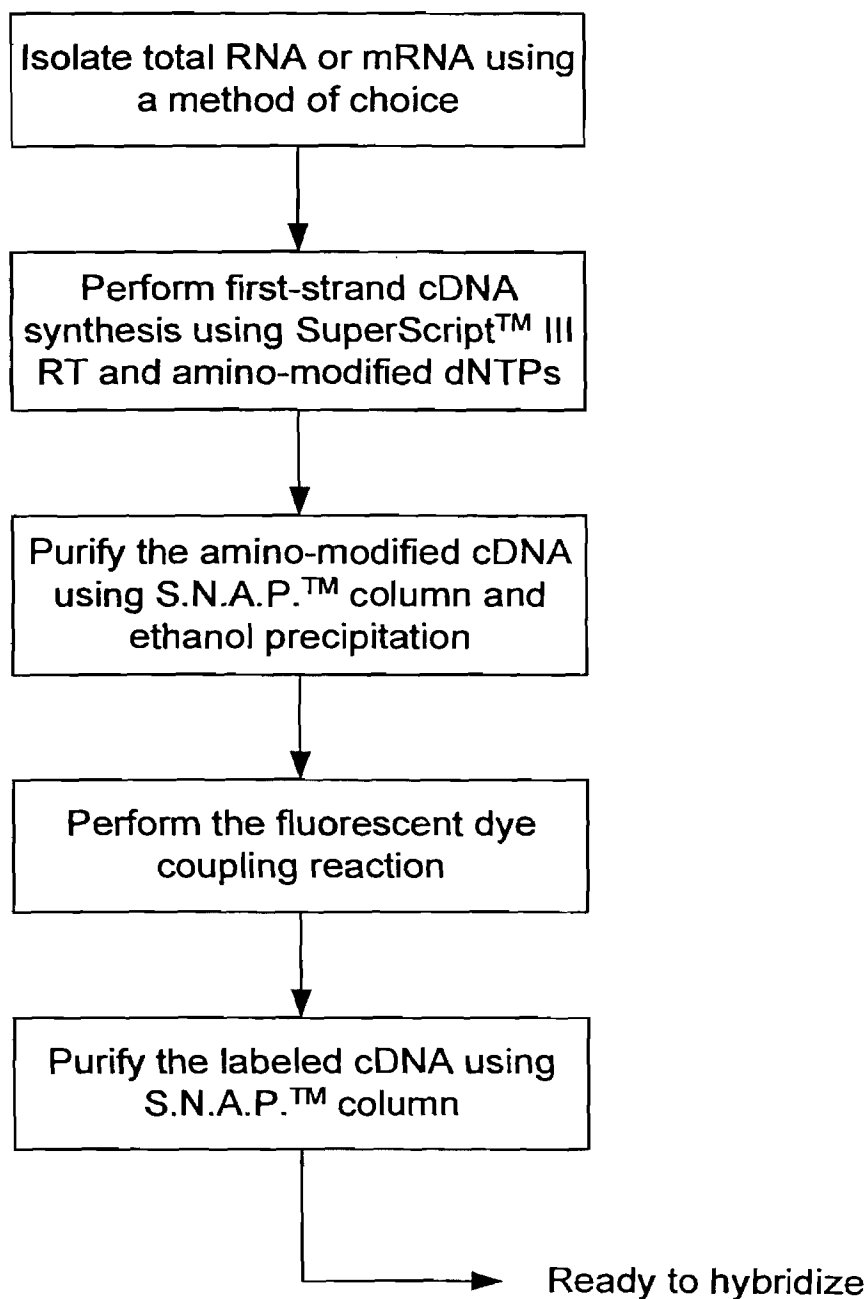 Isolate total RNA or mRNA using
a method of choice
Perform first-strand cDNA
synthesis using SuperScript™ III
RT and amino-modified dNTPs
Purify the amino-modified cDNA
using S.N.A.P.™ column and
ethanol precipitation
Perform the fluorescent dye
coupling reaction
Purify the labeled cDNA using
S.N.A.P.™ column
Ready to hybridize